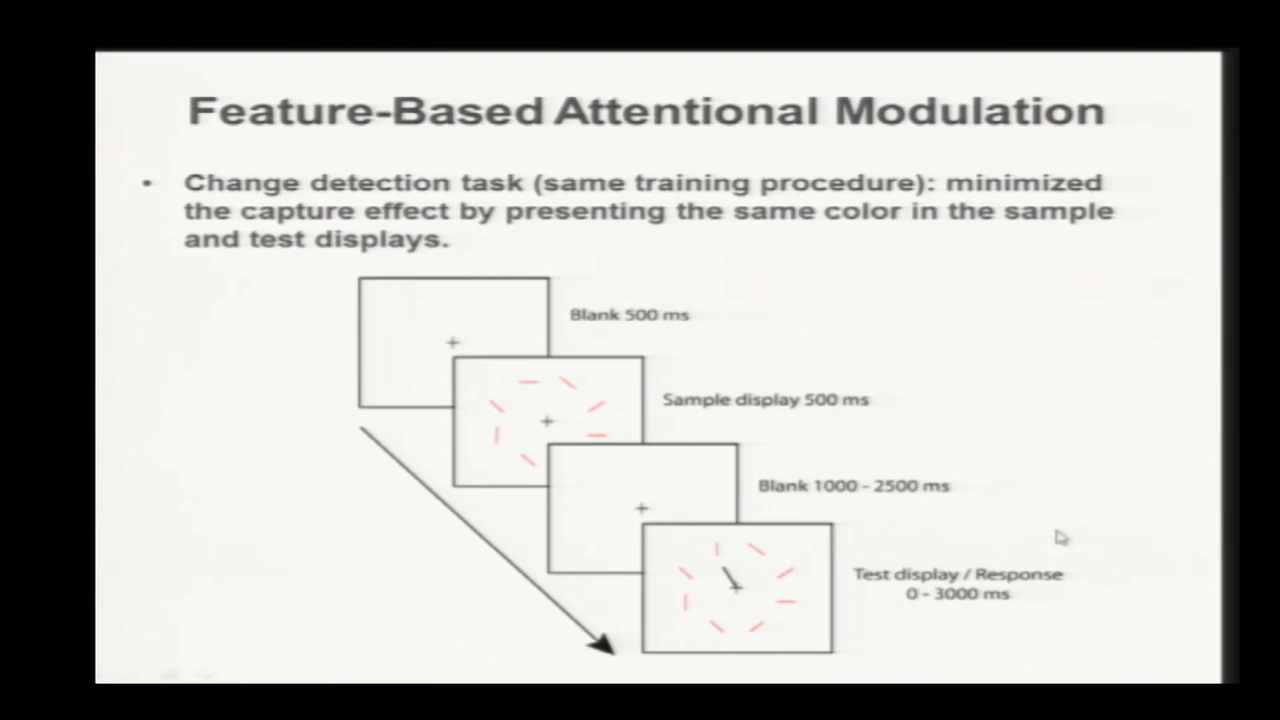 Feature-Based Attentional Modulation
• Change detection task (same training procedure): minimized
the capture effect by presenting the same color in the sample
and test displays.
Blank 500 ms
Sample display 500 ms
Blank 1000 - 2500 ms
Test display / Response
0 - 3000 ms